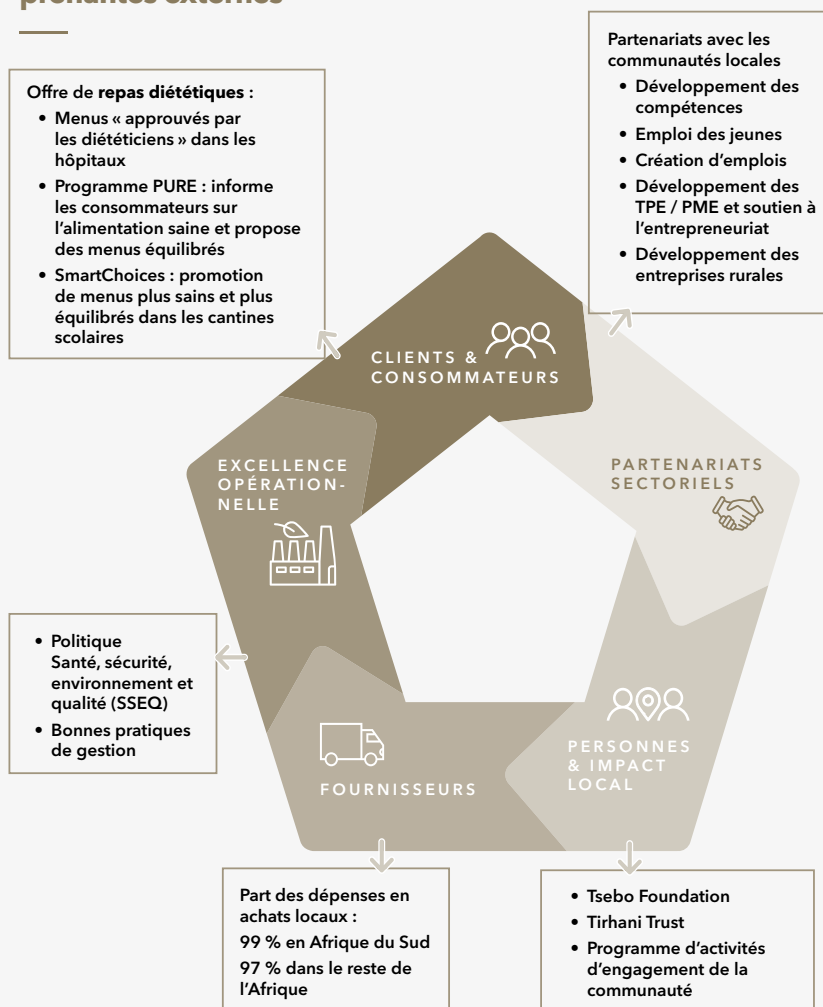 prenantes externes
Offre de repas diététiques :
• Menus « approuvés par
les diététiciens » dans les
hôpitaux
• Programme PURE : informe
les consommateurs sur
l'alimentation saine et propose
des menus équilibrés
• SmartChoices : promotion
de menus plus sains et plus
équilibrés dans les cantines
scolaires
Partenariats avec les
communautés locales
• Développement des
compétences
• Emploi des jeunes
• Création d'emplois
• Développement des
TPE / PME et soutien à
l'entrepreneuriat
• Développement des
entreprises rurales
CLIENTS &
CONSOMMATEURS
EXCELLENCE
OPÉRATION-
NELLE
PARTENARIATS
SECTORIELS
• Politique
Santé, sécurité,
environnement et
qualité (SSEQ)
• Bonnes pratiques
de gestion
FOURNISSEURS
PERSONNES
& IMPACT
LOCAL
Part des dépenses en
achats locaux :
99 % en Afrique du Sud
97 % dans le reste de
l'Afrique
• Tsebo Foundation
• Tirhani Trust
• Programme d'activités
d'engagement de la
communauté